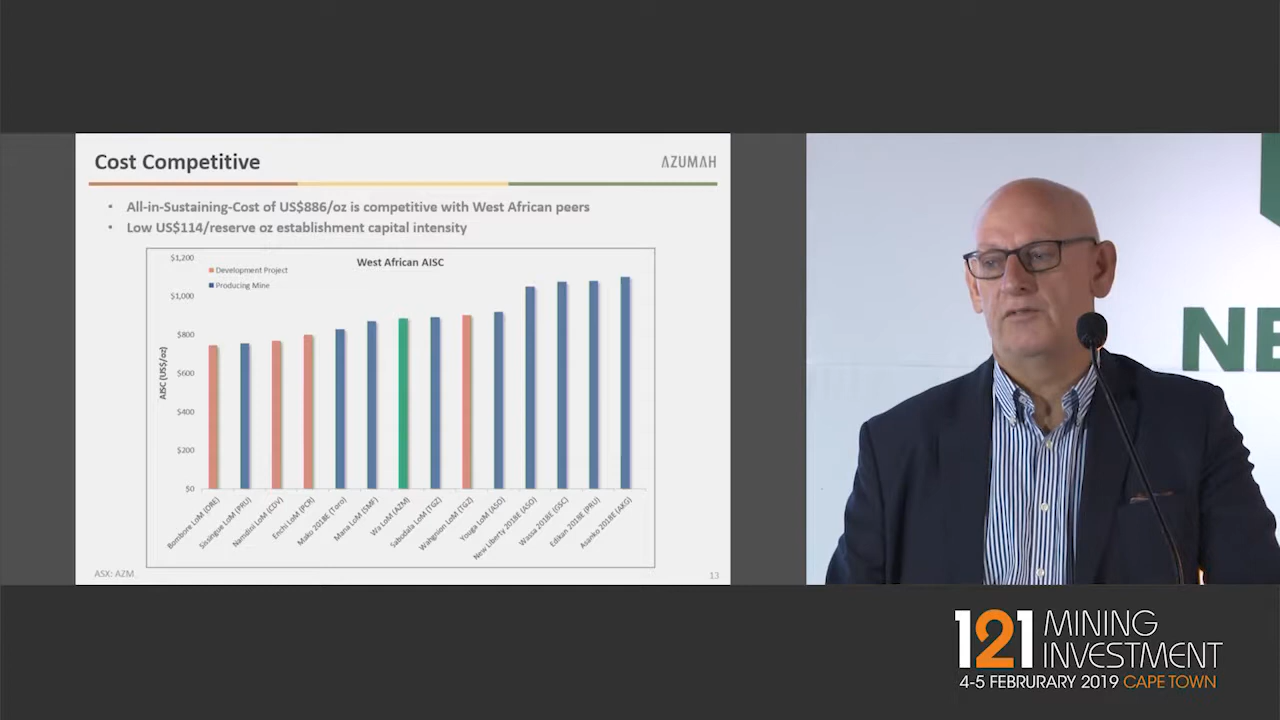 Cost Competitive
AZUMAH
• All-in-Sustaining-Cost of US$886/oz is competitive with West African peers
• Low US$114/reserve oz establishment capital intensity
West African AISC
Development Project
Producing Mine
AISC (US$/oz)
$1,200
$1,000
$800
$600
$400
$200
$0
Bombore LoM (ORE)
Sissingue LoM (PRU)
Namdini LoM (CDV)
Enchi LoM (PCR)
Mako 2018E (Toro)
Mana LoM (SMF)
Wa LoM (AZM)
Sabodala LoM (TGZ)
Wahgnion LoM (TGZ)
Youga LoM (ASO)
New Liberty 2018E (ASO)
Wassa 2018E (GSC)
Edikan 2018E (PRU)
Asanko 2018E (AKG)
ASX: AZM
13
NE
121 MINING
INVESTMENT
4-5 FEBRURARY 2019 CAPE TOWN